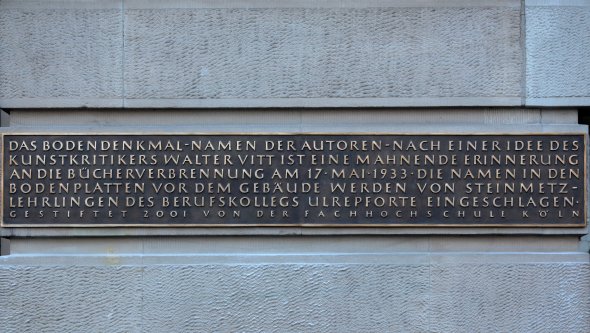 DAS BODENDENKMAL-NAMEN DER AUTOREN-NACH EINER IDEE DES
KUNSTKRITIKERS WALTER VITT IST EINE MAHNENDE ERINNERUNG
AN DIE BÜCHERVERBRENNUNG AM 17·MAI·1933·DIE NAMEN IN DEN
BODENPLATTEN VOR DEM GEBÄUDE WERDEN VON STEINMETZ-
LEHRLINGEN DES BERUFSKOLLEGS ULREPFORTE EINGESCHLAGEN·
GESTIFTET 2001 VON DER FACHHOCHSCHULE KÖLN